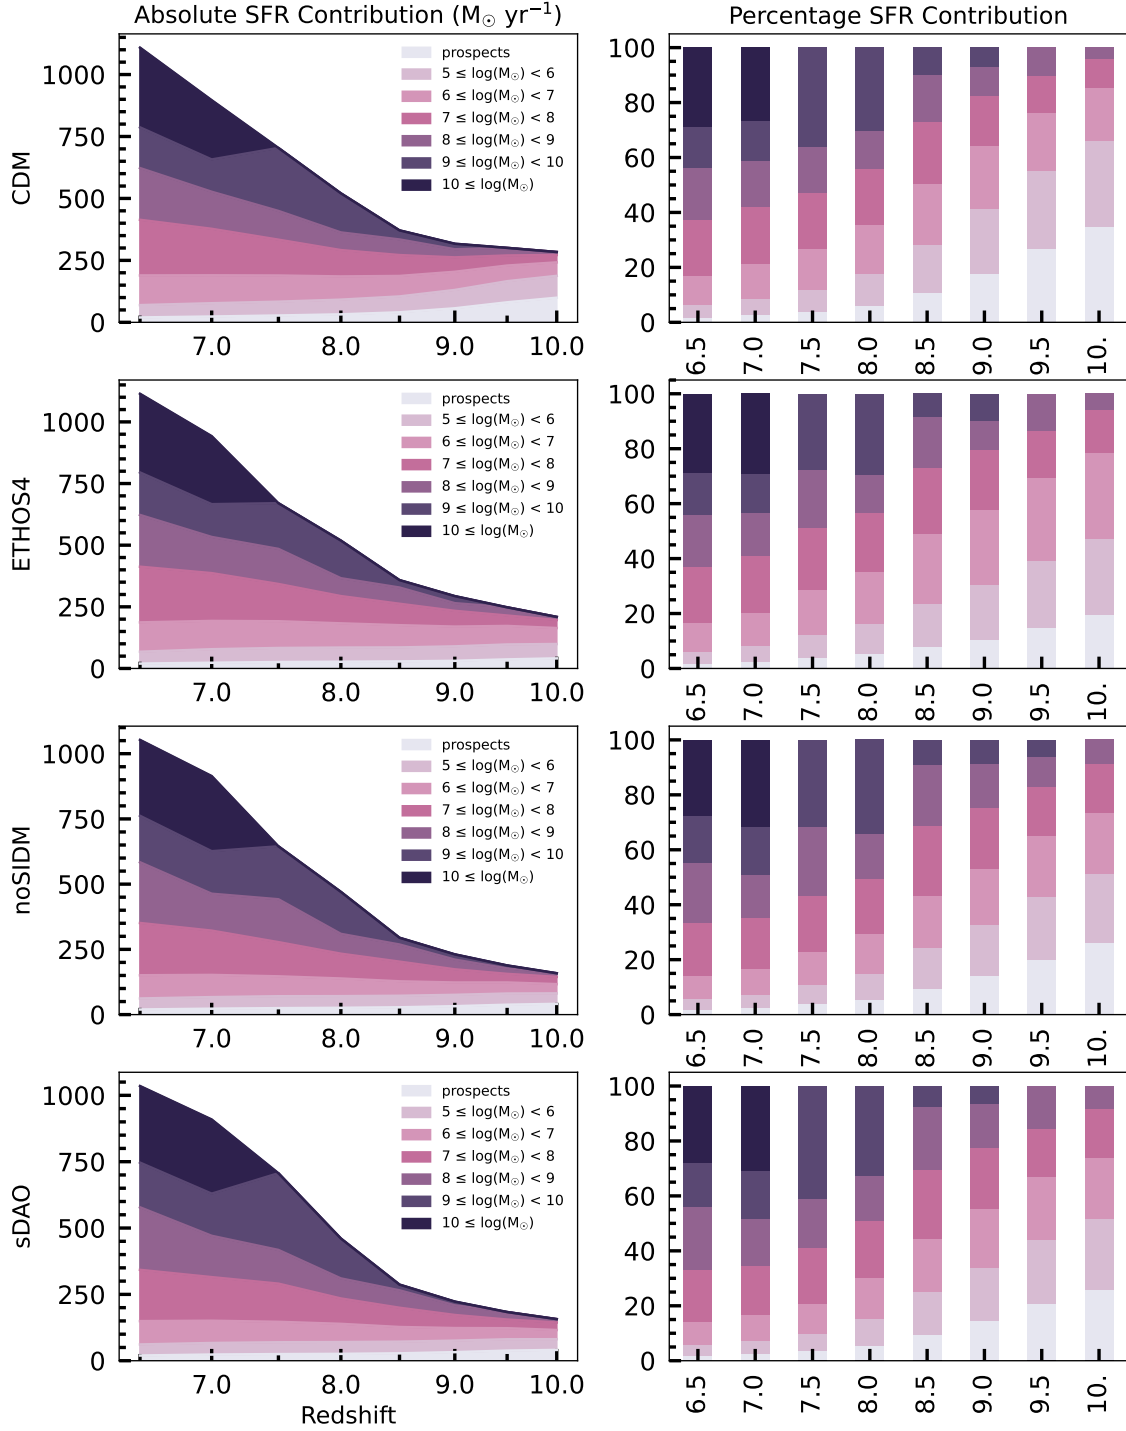 Absolute SFR Contribution (M☉ yr⁻¹)
Percentage SFR Contribution
CDM
1000
750
500
250
0
prospects
5 ≤ log(M☉) < 6
6 ≤ log(M☉) < 7
7 ≤ log(M☉) < 8
8 ≤ log(M☉) < 9
9 ≤ log(M☉) < 10
10 ≤ log(M☉)
7.0 8.0 9.0 10.0
100
80
60
40
20
0
6.5 7.0 7.5 8.0 8.5 9.0 9.5 10.
ETHOS4
1000
750
500
250
0
prospects
5 ≤ log(M☉) < 6
6 ≤ log(M☉) < 7
7 ≤ log(M☉) < 8
8 ≤ log(M☉) < 9
9 ≤ log(M☉) < 10
10 ≤ log(M☉)
7.0 8.0 9.0 10.0
100
80
60
40
20
0
6.5 7.0 7.5 8.0 8.5 9.0 9.5 10.
noSIDM
1000
750
500
250
0
prospects
5 ≤ log(M☉) < 6
6 ≤ log(M☉) < 7
7 ≤ log(M☉) < 8
8 ≤ log(M☉) < 9
9 ≤ log(M☉) < 10
10 ≤ log(M☉)
7.0 8.0 9.0 10.0
100
80
60
40
20
0
6.5 7.0 7.5 8.0 8.5 9.0 9.5 10.
sDAO
1000
750
500
250
0
prospects
5 ≤ log(M☉) < 6
6 ≤ log(M☉) < 7
7 ≤ log(M☉) < 8
8 ≤ log(M☉) < 9
9 ≤ log(M☉) < 10
10 ≤ log(M☉)
7.0 8.0 9.0 10.0
Redshift
100
80
60
40
20
0
6.5 7.0 7.5 8.0 8.5 9.0 9.5 10.